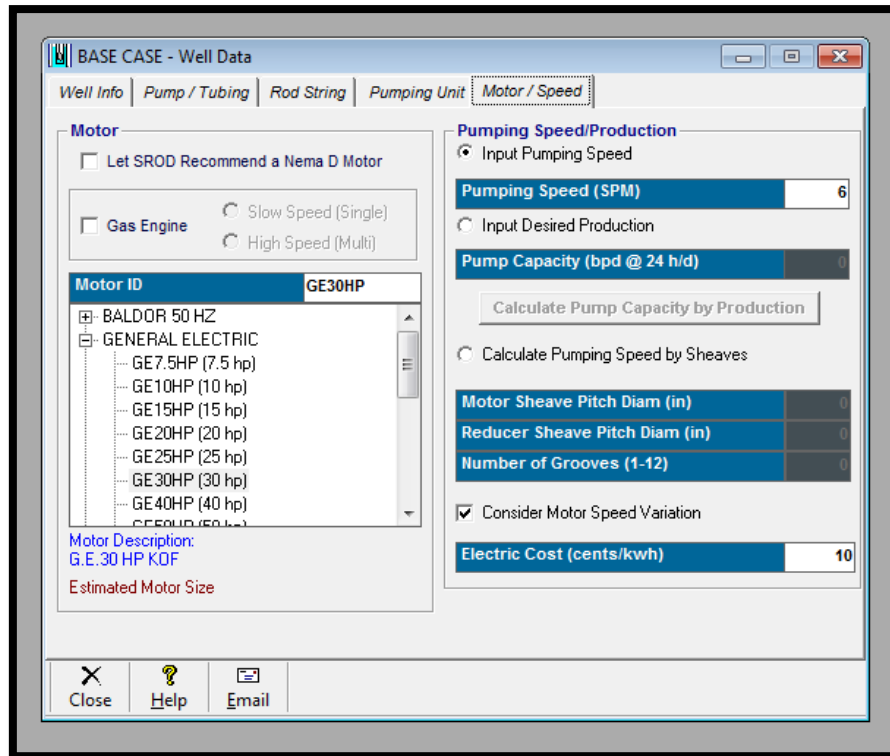 BASE CASE - Well Data
Well Info Pump / Tubing Rod String Pumping Unit Motor / Speed
Motor
Let SROD Recommend a Nema D Motor
Gas Engine
Slow Speed (Single)
High Speed (Multi)
Motor ID GE30HP
BALDOR 50 HZ
GENERAL ELECTRIC
GE7.5HP (7.5 hp)
GE10HP (10 hp)
GE15HP (15 hp)
GE20HP (20 hp)
GE25HP (25 hp)
GE30HP (30 hp)
GE40HP (40 hp)
GE50HP (50 hp)
Motor Description:
G.E.30 HP KOF
Estimated Motor Size
Pumping Speed/Production
Input Pumping Speed
Pumping Speed (SPM) 6
Input Desired Production
Pump Capacity (bpd @ 24 h/d) 0
Calculate Pump Capacity by Production
Calculate Pumping Speed by Sheaves
Motor Sheave Pitch Diam (in) 0
Reducer Sheave Pitch Diam (in) 0
Number of Grooves (1-12) 0
Consider Motor Speed Variation
Electric Cost (cents/kwh) 10
Close Help Email